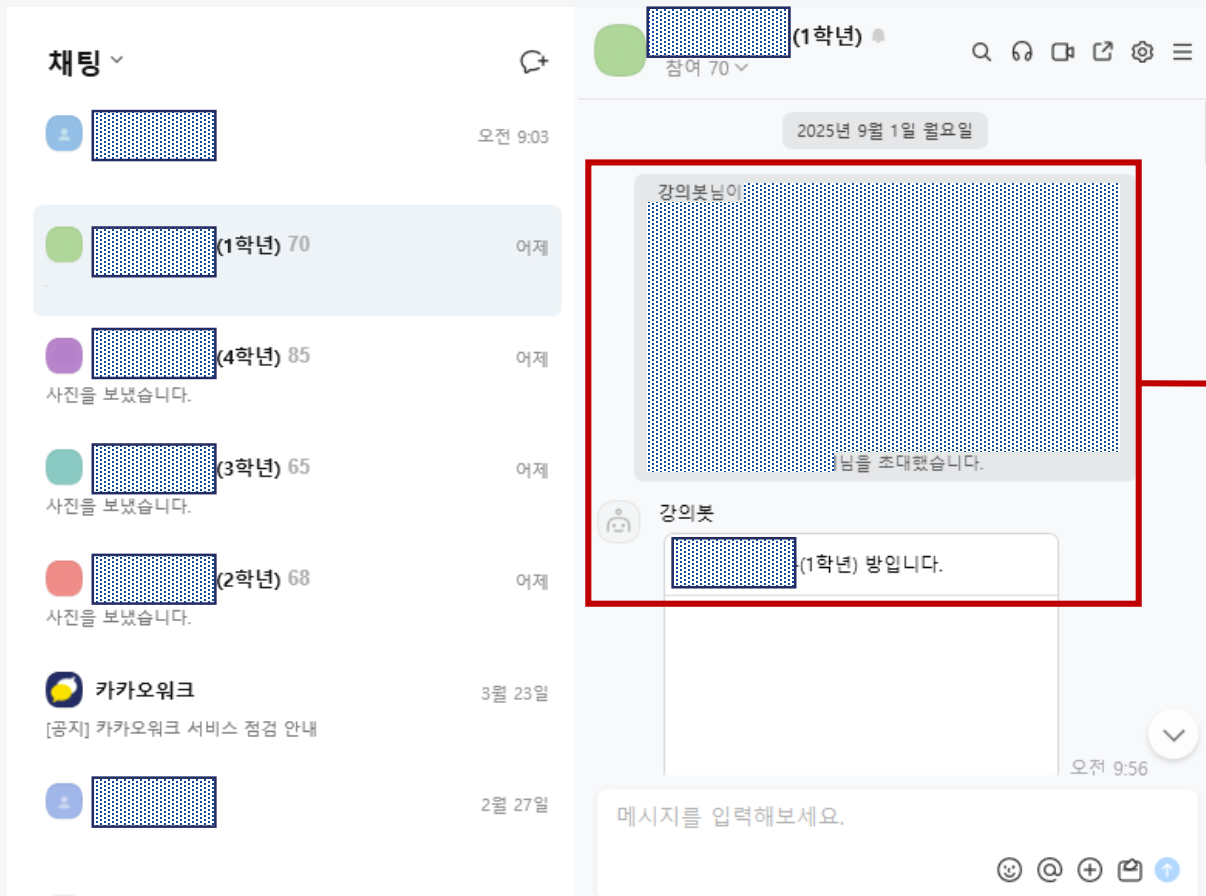 채팅
오전 9:03
(1학년) 70
어제
(4학년) 85
어제
사진을 보냈습니다.
(3학년) 65
어제
사진을 보냈습니다.
(2학년) 68
어제
사진을 보냈습니다.
카카오워크
3월 23일
[공지] 카카오워크 서비스 점검 안내
2월 27일
(1학년)
참여 70
2025년 9월 1일 월요일
강의봇님이
님을 초대했습니다.
강의봇
(1학년) 방입니다.
오전 9:56
메시지를 입력해보세요.